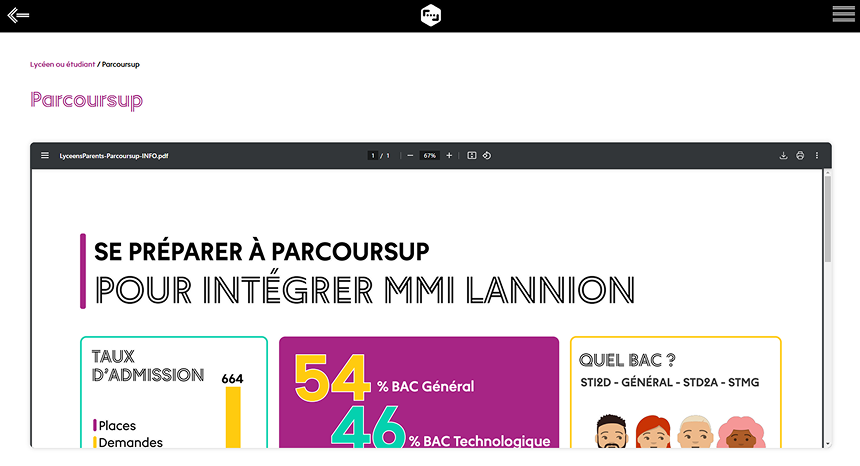 Lycéen ou étudiant / Parcoursup
Parcoursup
LyceensParents-Parcoursup-INFO.pdf
1 / 1
67%
SE PRÉPARER À PARCOURSUP
POUR INTÉGRER MMI LANNION
TAUX
D'ADMISSION
664
Places
Demandes
54 % BAC Général
46 % BAC Technologique
QUEL BAC ?
STI2D - GÉNÉRAL - STD2A - STMG